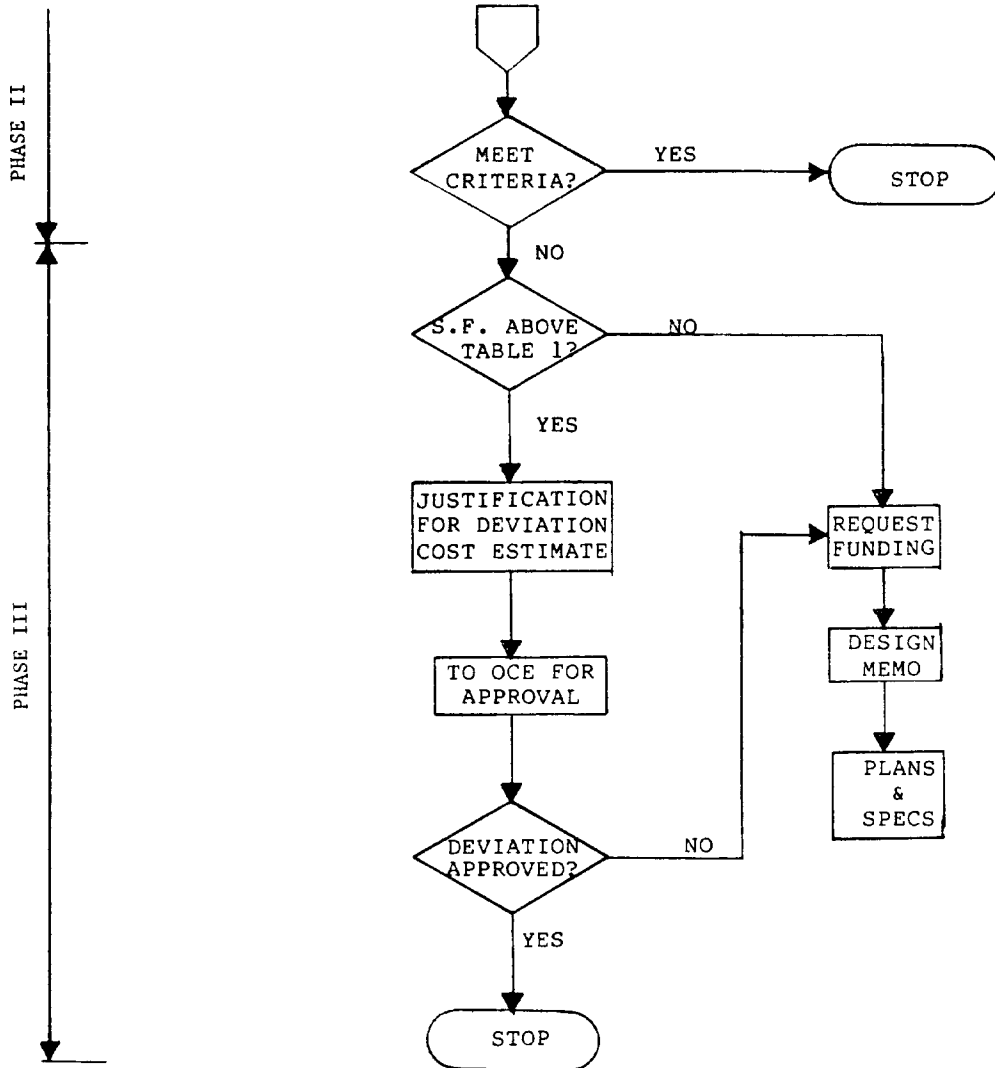 PHASE II
MEET
CRITERIA?
YES
STOP
NO
S.F. ABOVE
TABLE 1?
NO
YES
JUSTIFICATION
FOR DEVIATION
COST ESTIMATE
REQUEST
FUNDING
PHASE III
TO OCE FOR
APPROVAL
DESIGN
MEMO
PLANS
&
SPECS
DEVIATION
APPROVED?
NO
YES
STOP